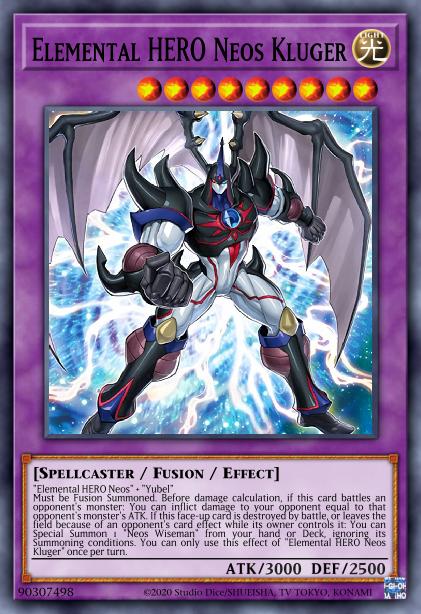 Elemental HERO Neos Kluger
LIGHT
光
[Spellcaster / Fusion / Effect]
"Elemental HERO Neos" + "Yubel"
Must be Fusion Summoned. Before damage calculation, if this card battles an
opponent's monster: You can inflict damage to your opponent equal to that
opponent's monster's ATK. If this face-up card is destroyed by battle, or leaves the
field because of an opponent's card effect while its owner controls it: You can
Special Summon 1 "Neos Wiseman" from your hand or Deck, ignoring its
Summoning conditions. You can only use this effect of "Elemental HERO Neos
Kluger" once per turn.
ATK/3000 DEF/2500
90307498
©2020 Studio Dice/SHUEISHA, TV TOKYO, KONAMI